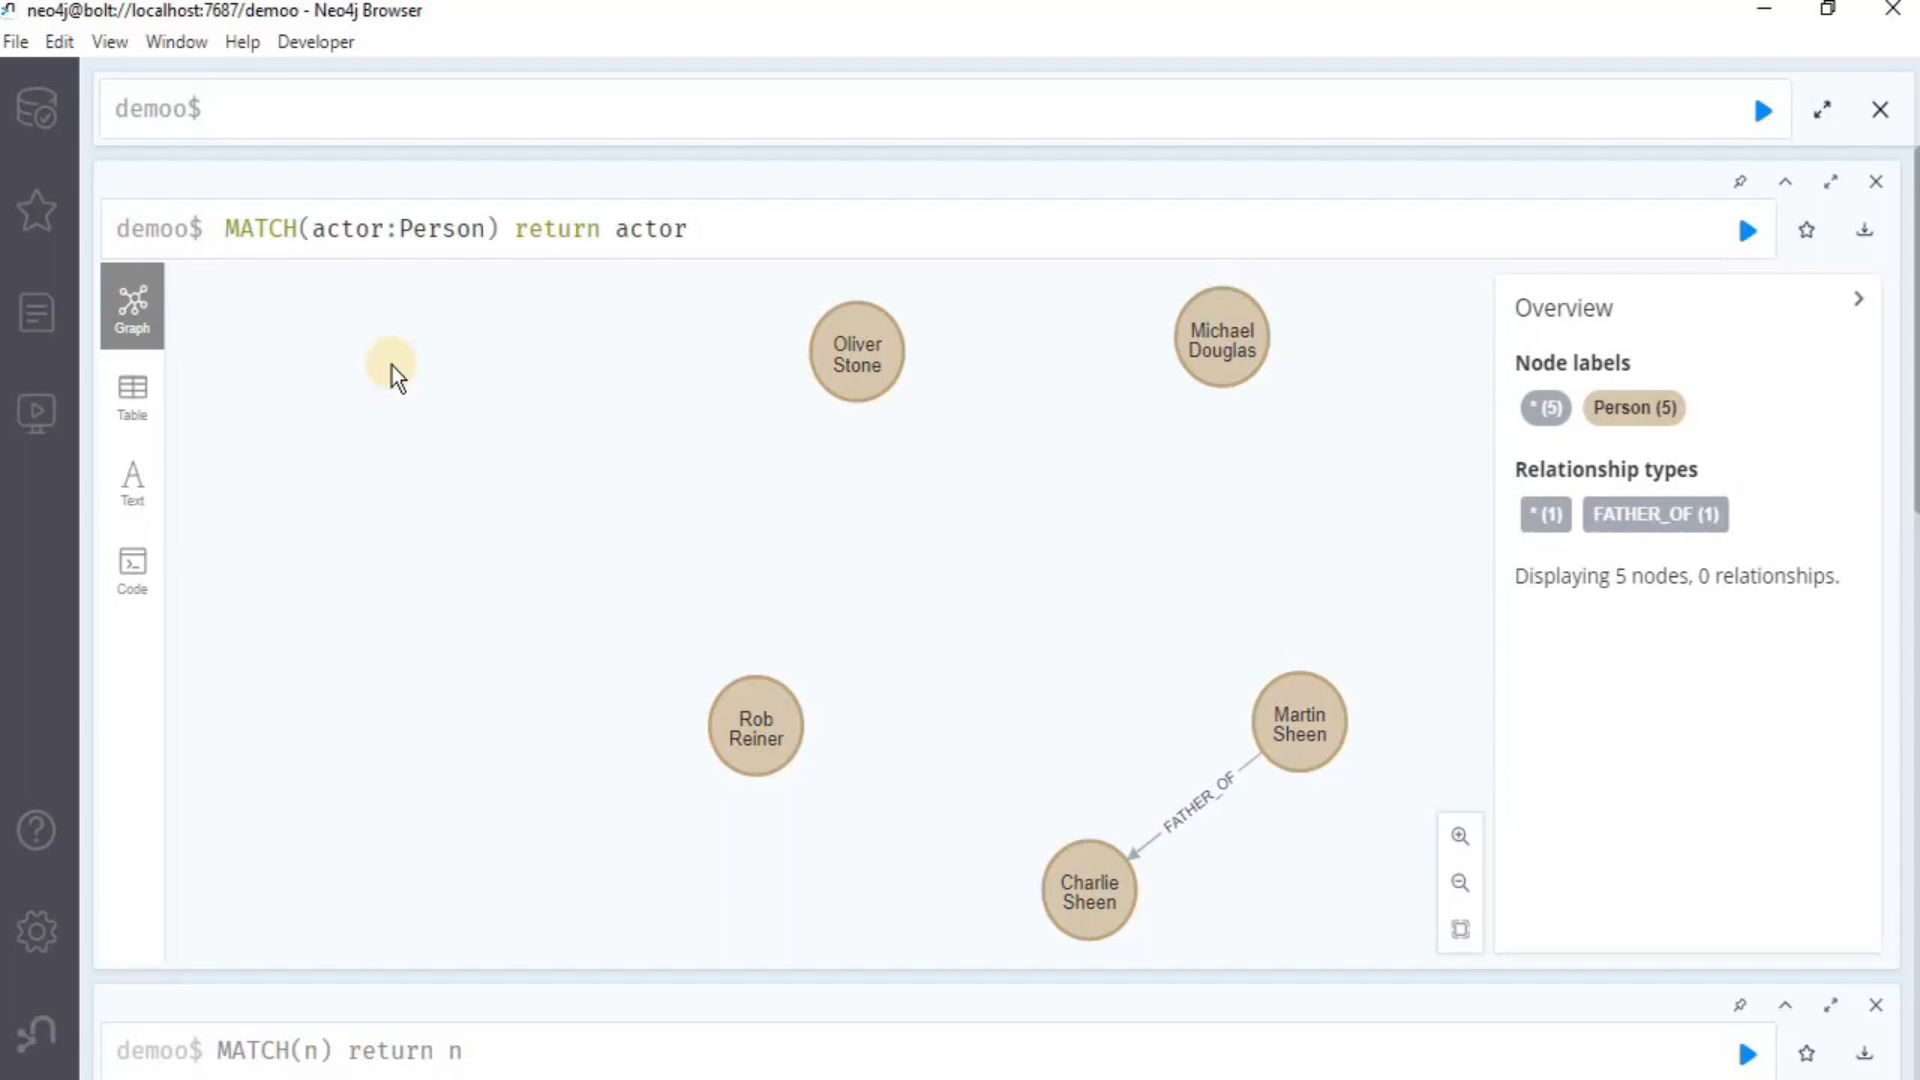 neo4j@bolt://localhost:7687/demoo - Neo4j Browser
File Edit View Window Help Developer
demoo$
demoo$ MATCH(actor:Person) return actor
Graph
Table
Text
Code
Oliver
Stone
Michael
Douglas
Rob
Reiner
Martin
Sheen
FATHER_OF
Charlie
Sheen
Overview
Node labels
* (5) Person (5)
Relationship types
* (1) FATHER_OF (1)
Displaying 5 nodes, 0 relationships.
demoo$ MATCH(n) return n